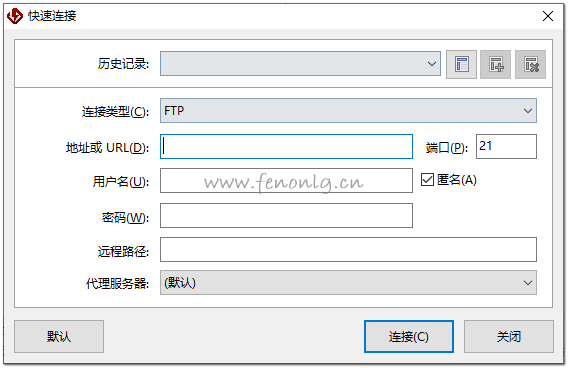 快速连接
历史记录:
连接类型(C): FTP
地址或 URL(D): 端口(P): 21
用户名(U): www.fenonlg.cn 匿名(A)
密码(W):
远程路径:
代理服务器: (默认)
默认 连接(C) 关闭